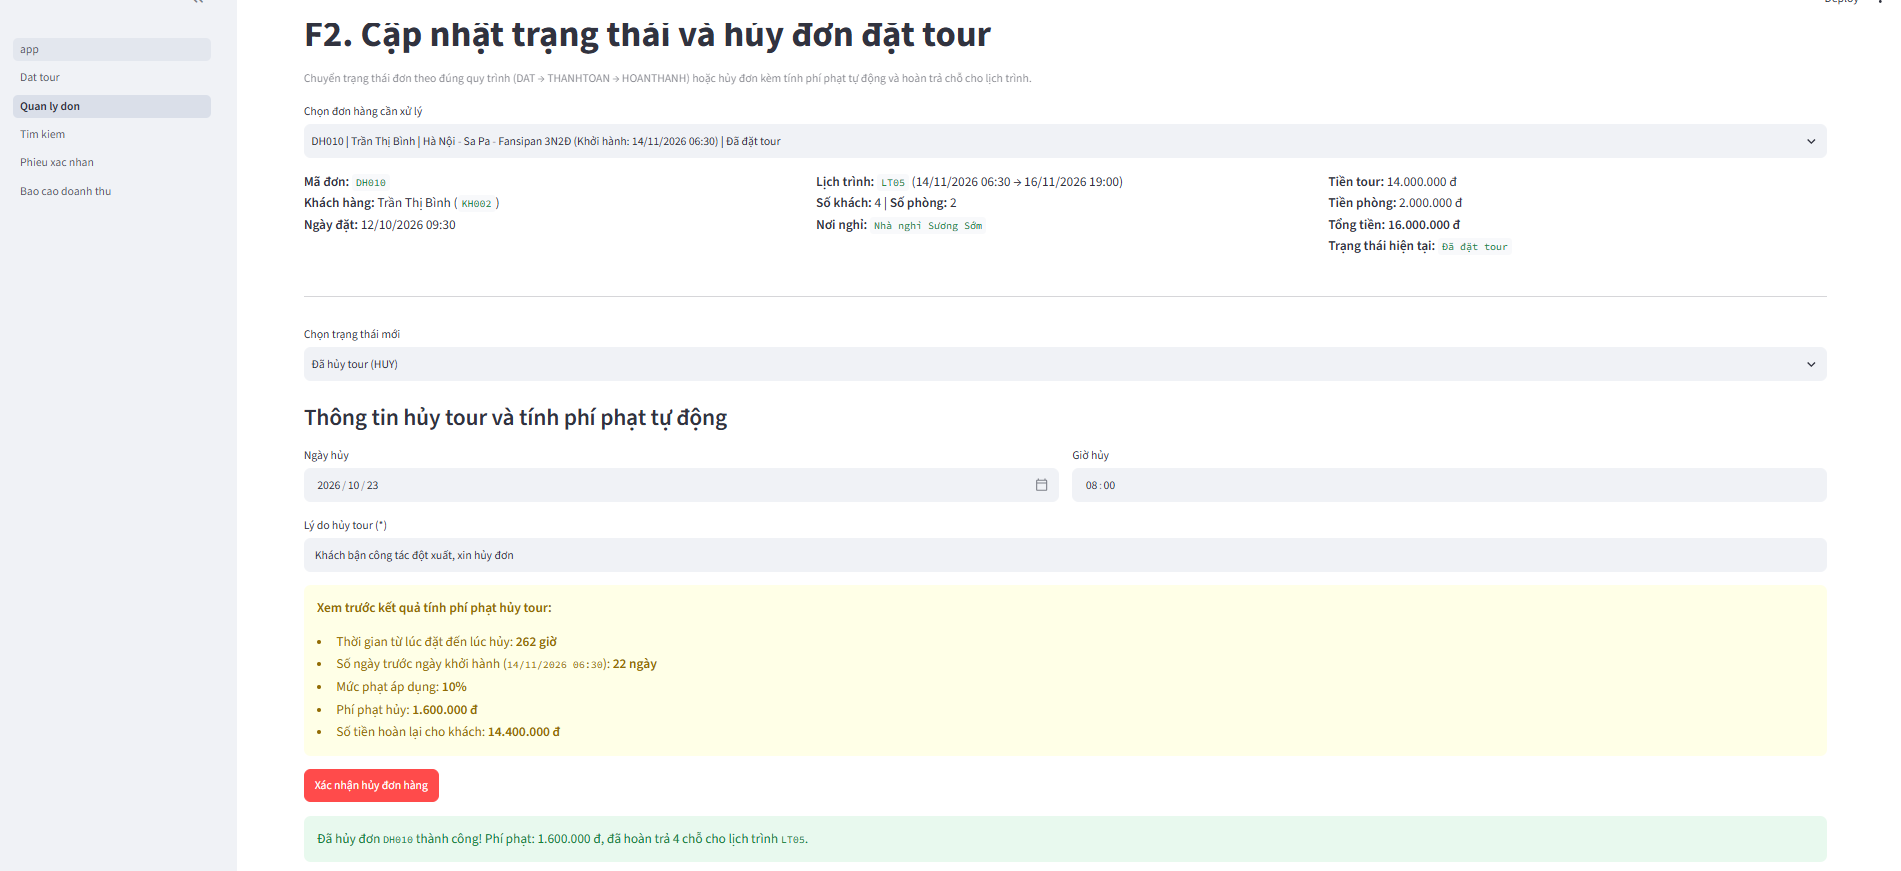 Deploy
app
Dat tour
Quan ly don
Tim kiem
Phieu xac nhan
Bao cao doanh thu
F2. Cập nhật trạng thái và hủy đơn đặt tour
Chuyển trạng thái đơn theo đúng quy trình (DAT → THANHTOAN → HOANTHANH) hoặc hủy đơn kèm tính phí phạt tự động và hoàn trả chỗ cho lịch trình.
Chọn đơn hàng cần xử lý
DH010 | Trần Thị Bình | Hà Nội - Sa Pa - Fansipan 3N2Đ (Khởi hành: 14/11/2026 06:30) | Đã đặt tour
Mã đơn: DH010
Khách hàng: Trần Thị Bình ( KH002 )
Ngày đặt: 12/10/2026 09:30
Lịch trình: LT05 (14/11/2026 06:30 → 16/11/2026 19:00)
Số khách: 4 | Số phòng: 2
Nơi nghỉ: Nhà nghỉ Sương Sớm
Tiền tour: 14.000.000 đ
Tiền phòng: 2.000.000 đ
Tổng tiền: 16.000.000 đ
Trạng thái hiện tại: Đã đặt tour
Chọn trạng thái mới
Đã hủy tour (HUY)
Thông tin hủy tour và tính phí phạt tự động
Ngày hủy
2026/10/23
Giờ hủy
08:00
Lý do hủy tour (*)
Khách bận công tác đột xuất, xin hủy đơn
Xem trước kết quả tính phí phạt hủy tour:
• Thời gian từ lúc đặt đến lúc hủy: 262 giờ
• Số ngày trước ngày khởi hành (14/11/2026 06:30): 22 ngày
• Mức phạt áp dụng: 10%
• Phí phạt hủy: 1.600.000 đ
• Số tiền hoàn lại cho khách: 14.400.000 đ
Xác nhận hủy đơn hàng
Đã hủy đơn DH010 thành công! Phí phạt: 1.600.000 đ, đã hoàn trả 4 chỗ cho lịch trình LT05.